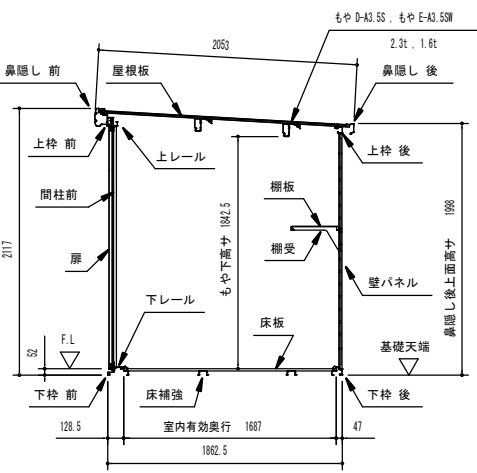 もや D-A3.5S , もや E-A3.5SW
2.3t , 1.6t
2053
鼻隠し 前
屋根板
鼻隠し 後
上枠 前
上レール
上枠 後
間柱前
棚板
もや下高サ 1842.5
棚受
1998
鼻隠し後上面高サ
2117
扉
壁パネル
下レール
床板
F.L
基礎天端
52
下枠 前
床補強
下枠 後
128.5
室内有効奥行 1687
47
1862.5